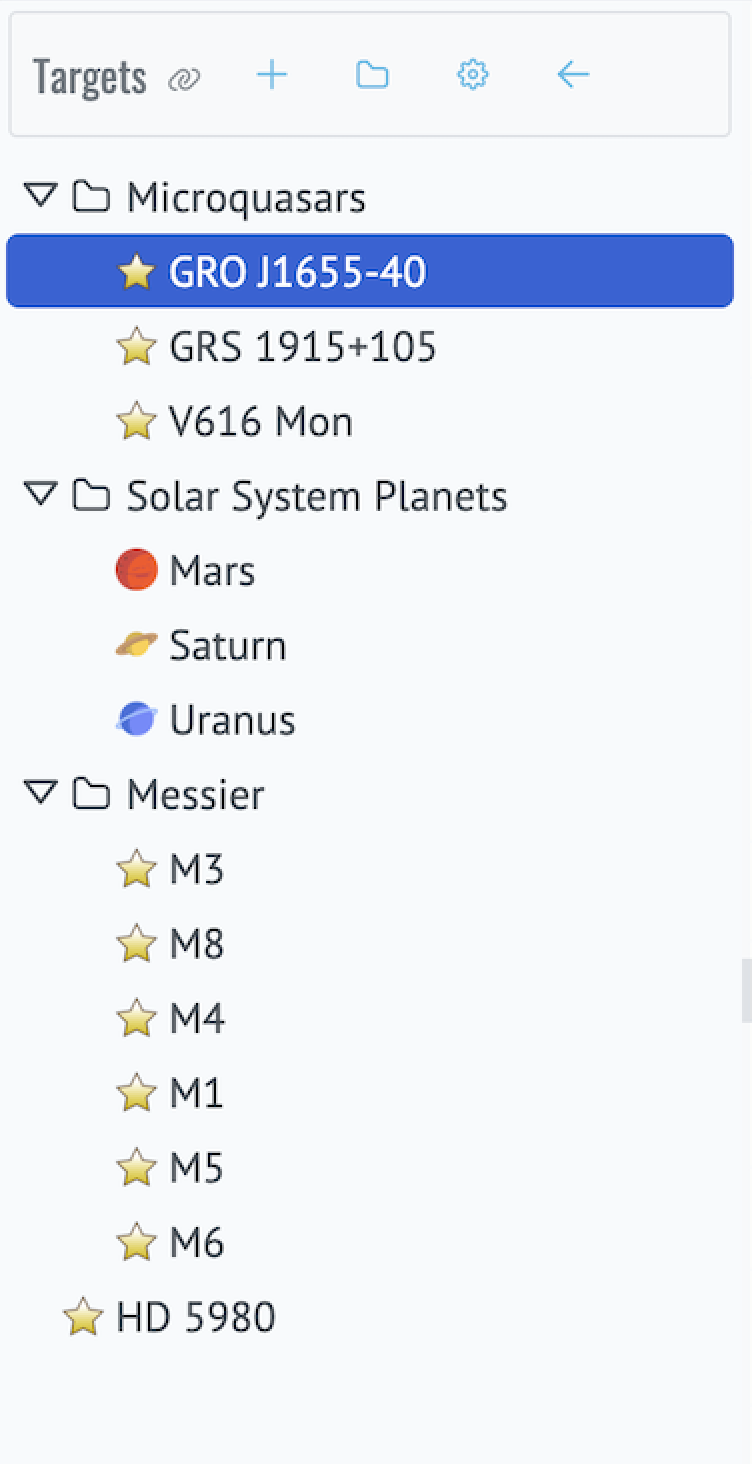 Targets
Microquasars
GRO J1655-40
GRS 1915+105
V616 Mon
Solar System Planets
Mars
Saturn
Uranus
Messier
M3
M8
M4
M1
M5
M6
HD 5980